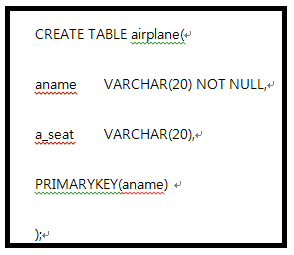 CREATE TABLE airplane(
aname VARCHAR(20) NOT NULL,
a_seat VARCHAR(20),
PRIMARYKEY(aname)
);